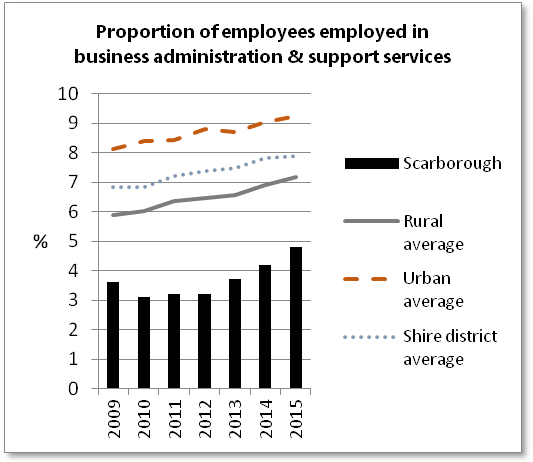 Proportion of employees employed in
business administration & support services
10
9
8
7
6
5
4
3
2
1
0
%
2009
2010
2011
2012
2013
2014
2015
Scarborough
Rural
average
Urban
average
Shire district
average